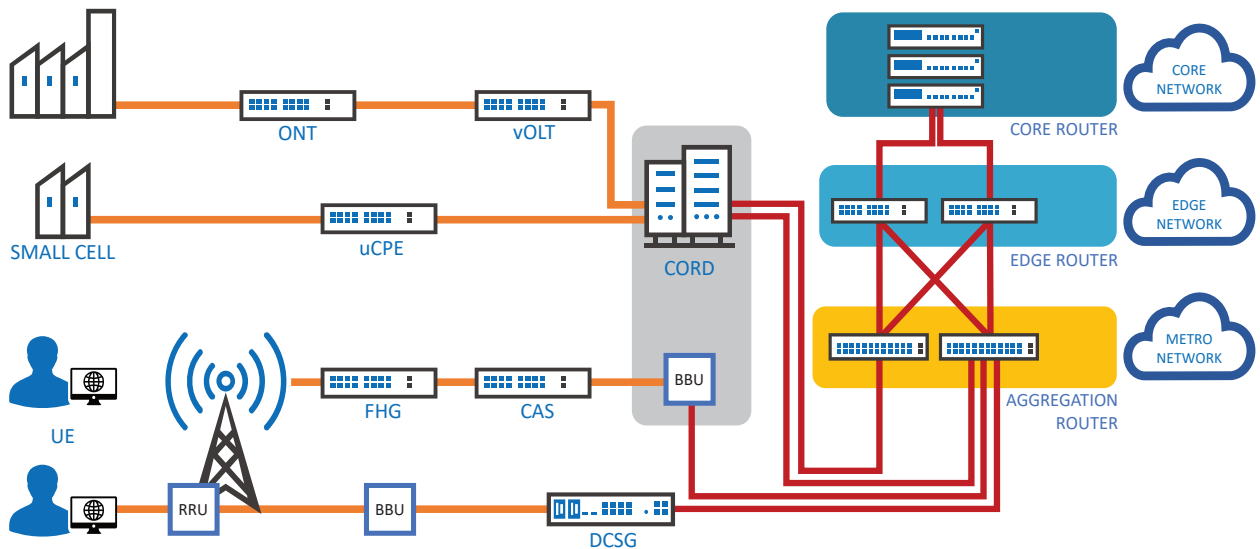 ONT
vOLT
SMALL CELL
uCPE
CORD
UE
FHG
CAS
BBU
RRU
BBU
DCSG
CORE ROUTER
CORE
NETWORK
EDGE ROUTER
EDGE
NETWORK
AGGREGATION
ROUTER
METRO
NETWORK